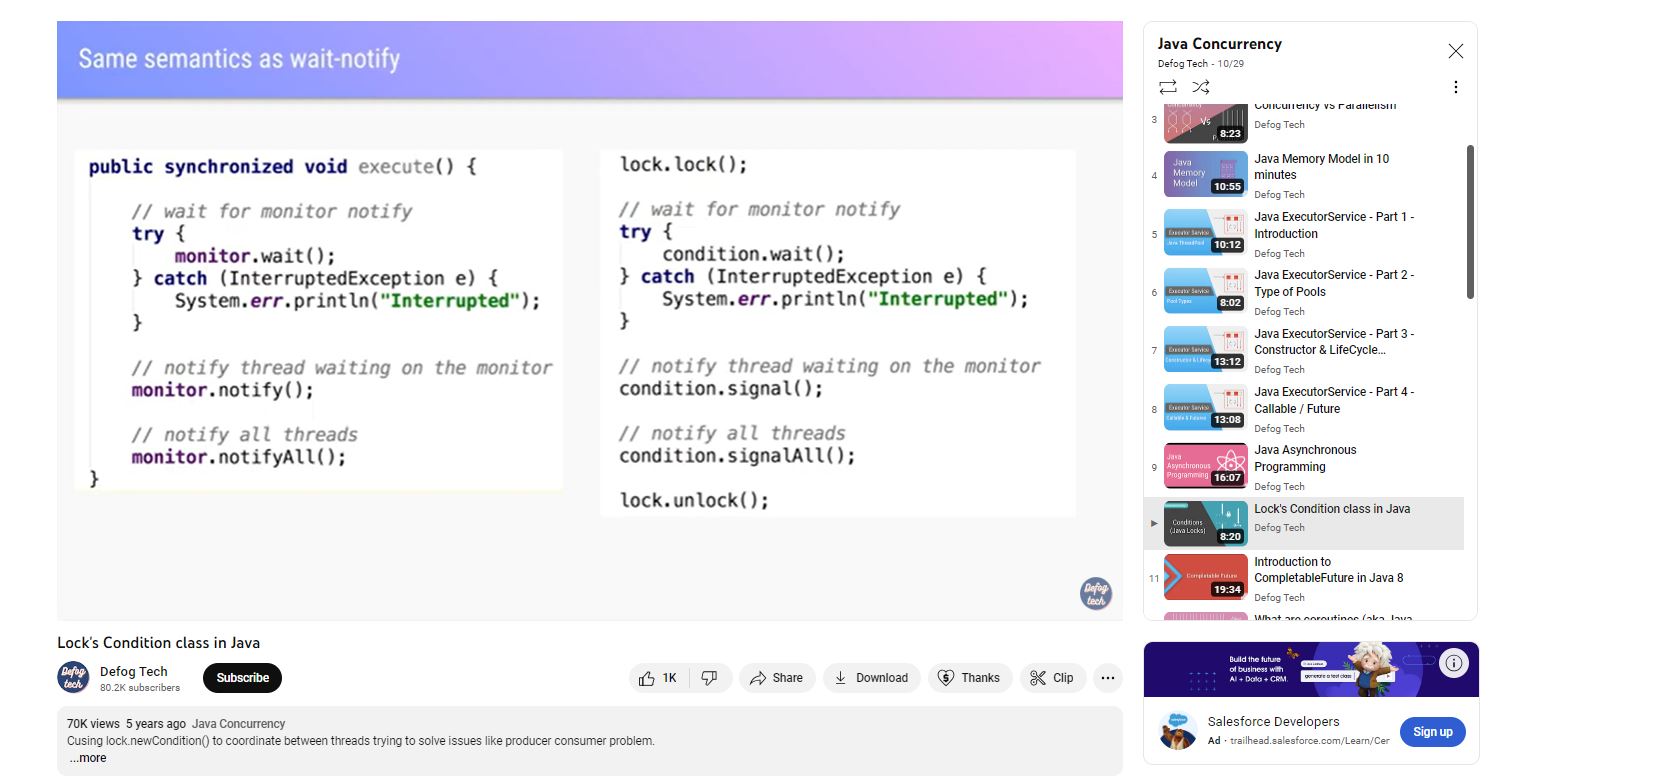 Same semantics as wait-notify
public synchronized void execute() {
// wait for monitor notify
try {
monitor.wait();
} catch (InterruptedException e) {
System.err.println("Interrupted");
}
// notify thread waiting on the monitor
monitor.notify();
// notify all threads
monitor.notifyAll();
}
lock.lock();
// wait for monitor notify
try {
condition.wait();
} catch (InterruptedException e) {
System.err.println("Interrupted");
}
// notify thread waiting on the monitor
condition.signal();
// notify all threads
condition.signalAll();
lock.unlock();
Defog
tech
Lock's Condition class in Java
Defog
tech
Defog Tech
80.2K subscribers
Subscribe
1K
Share
Download
Thanks
Clip
70K views 5 years ago Java Concurrency
Cusing lock.newCondition() to coordinate between threads trying to solve issues like producer consumer problem.
...more
Java Concurrency
Defog Tech - 10/29
3
Vs
8:23
Concurrency vs Parallelism
Defog Tech
4
Java
Memory
Model
10:55
Java Memory Model in 10
minutes
Defog Tech
5
Executor Service
Java ThreadPool
10:12
Java ExecutorService - Part 1 -
Introduction
Defog Tech
6
Executor Service
Pool Types
8:02
Java ExecutorService - Part 2 -
Type of Pools
Defog Tech
7
Executor Service
13:12
Java ExecutorService - Part 3 -
Constructor & LifeCycle...
Defog Tech
8
Executor Service
Callable & Futures
13:08
Java ExecutorService - Part 4 -
Callable / Future
Defog Tech
9
Java
Asynchronous
Programming
16:07
Java Asynchronous
Programming
Defog Tech
Conditions
(Java Locks)
8:20
Lock's Condition class in Java
Defog Tech
11
Completable Future
19:34
Introduction to
CompletableFuture in Java 8
Defog Tech
What are coroutines (aka Java
Build the future
of business with
AI + Data + CRM.
generate a test class
Salesforce Developers
Ad · trailhead.salesforce.com/Learn/Cer
Sign up